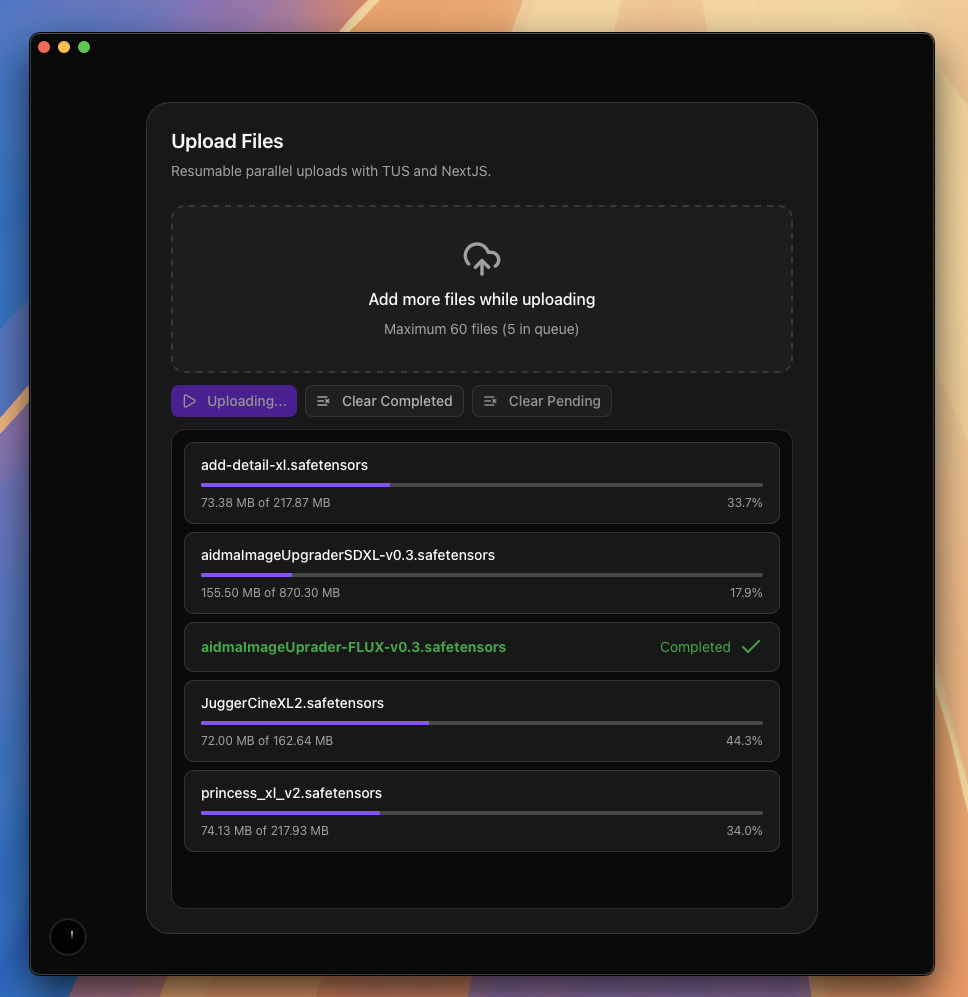 Upload Files
Resumable parallel uploads with TUS and NextJS.
Add more files while uploading
Maximum 60 files (5 in queue)
Uploading... Clear Completed Clear Pending
add-detail-xl.safetensors
73.38 MB of 217.87 MB 33.7%
aidmaImageUpgraderSDXL-v0.3.safetensors
155.50 MB of 870.30 MB 17.9%
aidmaImageUprader-FLUX-v0.3.safetensors Completed
JuggerCineXL2.safetensors
72.00 MB of 162.64 MB 44.3%
princess_xl_v2.safetensors
74.13 MB of 217.93 MB 34.0%